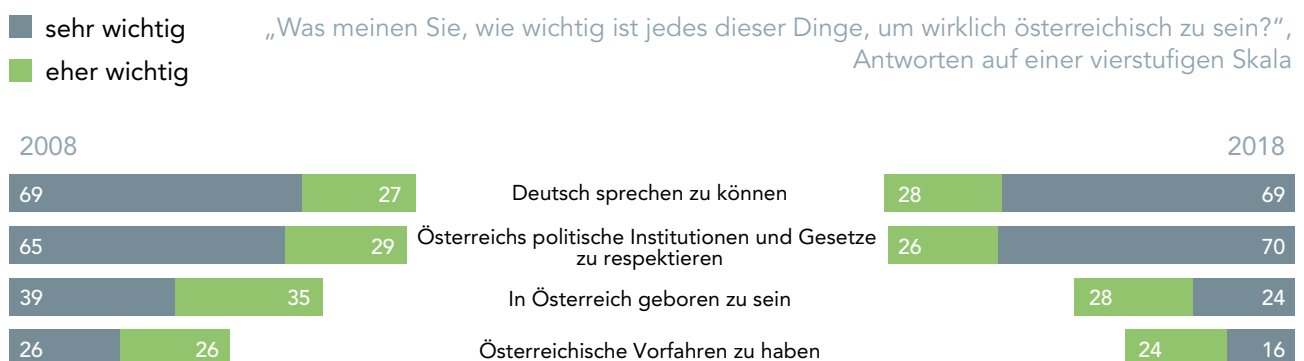 sehr wichtig
eher wichtig
„Was meinen Sie, wie wichtig ist jedes dieser Dinge, um wirklich österreichisch zu sein?“,
Antworten auf einer vierstufigen Skala
2008
2018
69 27 Deutsch sprechen zu können 28 69
65 29 Österreichs politische Institutionen und Gesetze
zu respektieren 26 70
39 35 In Österreich geboren zu sein 28 24
26 26 Österreichische Vorfahren zu haben 24 16